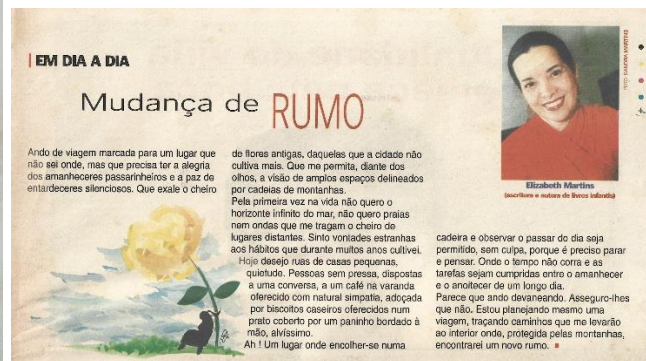 EM DIA A DIA
Mudança de RUMO
Ando de viagem marcada para um lugar que
não sei onde, mas que precisa ter a alegria
dos amanheceres passarinheiros e a paz de
entardeceres silenciosos. Que exale o cheiro
de flores antigas, daquelas que a cidade não
cultiva mais. Que me permita, diante dos
olhos, a visão de amplos espaços delineados
por cadeias de montanhas.
Pela primeira vez na vida não quero o
horizonte infinito do mar, não quero praias
nem ondas que me tragam o cheiro de
lugares distantes. Sinto vontades estranhas
aos hábitos que durante muitos anos cultivei.
Hoje desejo ruas de casas pequenas,
quietude. Pessoas sem pressa, dispostas
a uma conversa, a um café na varanda
oferecido com natural simpatia, adoçada
por biscoitos caseiros oferecidos num
prato coberto por um paninho bordado à
mão, alvíssimo.
Ah ! Um lugar onde encolher-se numa
Elizabeth Martins
(escritora e autora de livros infantis)
cadeira e observar o passar do dia seja
permitido, sem culpa, porque é preciso parar
e pensar. Onde o tempo não corra e as
tarefas sejam cumpridas entre o amanhecer
e o anoitecer de um longo dia.
Parece que ando devaneando. Asseguro-lhes
que não. Estou planejando mesmo uma
viagem, traçando caminhos que me levarão
ao interior onde, protegida pelas montanhas,
encontrarei um novo rumo.